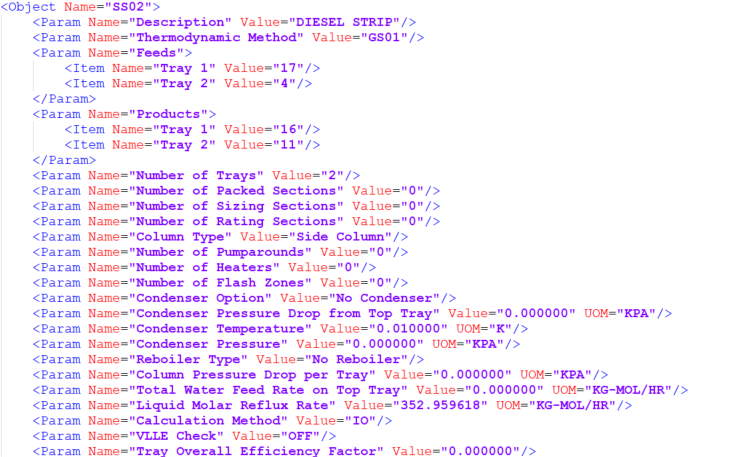 <Object Name="SS02">
<Param Name="Description" Value="DIESEL STRIP"/>
<Param Name="Thermodynamic Method" Value="GS01"/>
<Param Name="Feeds">
<Item Name="Tray 1" Value="17"/>
<Item Name="Tray 2" Value="4"/>
</Param>
<Param Name="Products">
<Item Name="Tray 1" Value="16"/>
<Item Name="Tray 2" Value="11"/>
</Param>
<Param Name="Number of Trays" Value="2"/>
<Param Name="Number of Packed Sections" Value="0"/>
<Param Name="Number of Sizing Sections" Value="0"/>
<Param Name="Number of Rating Sections" Value="0"/>
<Param Name="Column Type" Value="Side Column"/>
<Param Name="Number of Pumparounds" Value="0"/>
<Param Name="Number of Heaters" Value="0"/>
<Param Name="Number of Flash Zones" Value="0"/>
<Param Name="Condenser Option" Value="No Condenser"/>
<Param Name="Condenser Pressure Drop from Top Tray" Value="0.000000" UOM="KPA"/>
<Param Name="Condenser Temperature" Value="0.010000" UOM="K"/>
<Param Name="Condenser Pressure" Value="0.000000" UOM="KPA"/>
<Param Name="Reboiler Type" Value="No Reboiler"/>
<Param Name="Column Pressure Drop per Tray" Value="0.000000" UOM="KPA"/>
<Param Name="Total Water Feed Rate on Top Tray" Value="0.000000" UOM="KG-MOL/HR"/>
<Param Name="Liquid Molar Reflux Rate" Value="352.959618" UOM="KG-MOL/HR"/>
<Param Name="Calculation Method" Value="IO"/>
<Param Name="VLLE Check" Value="OFF"/>
<Param Name="Tray Overall Efficiency Factor" Value="0.000000"/>